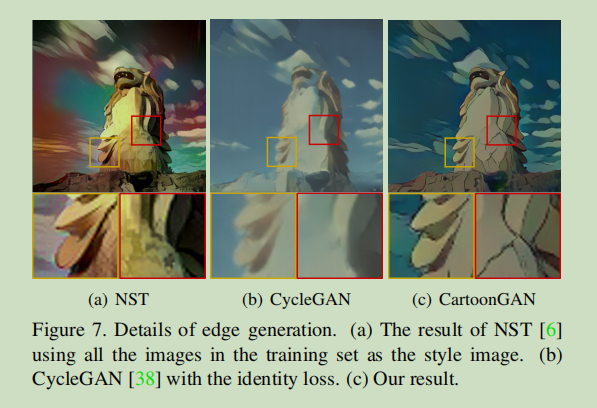 (a) NST
(b) CycleGAN
(c) CartoonGAN
Figure 7. Details of edge generation. (a) The result of NST [6]
using all the images in the training set as the style image. (b)
CycleGAN [38] with the identity loss. (c) Our result.